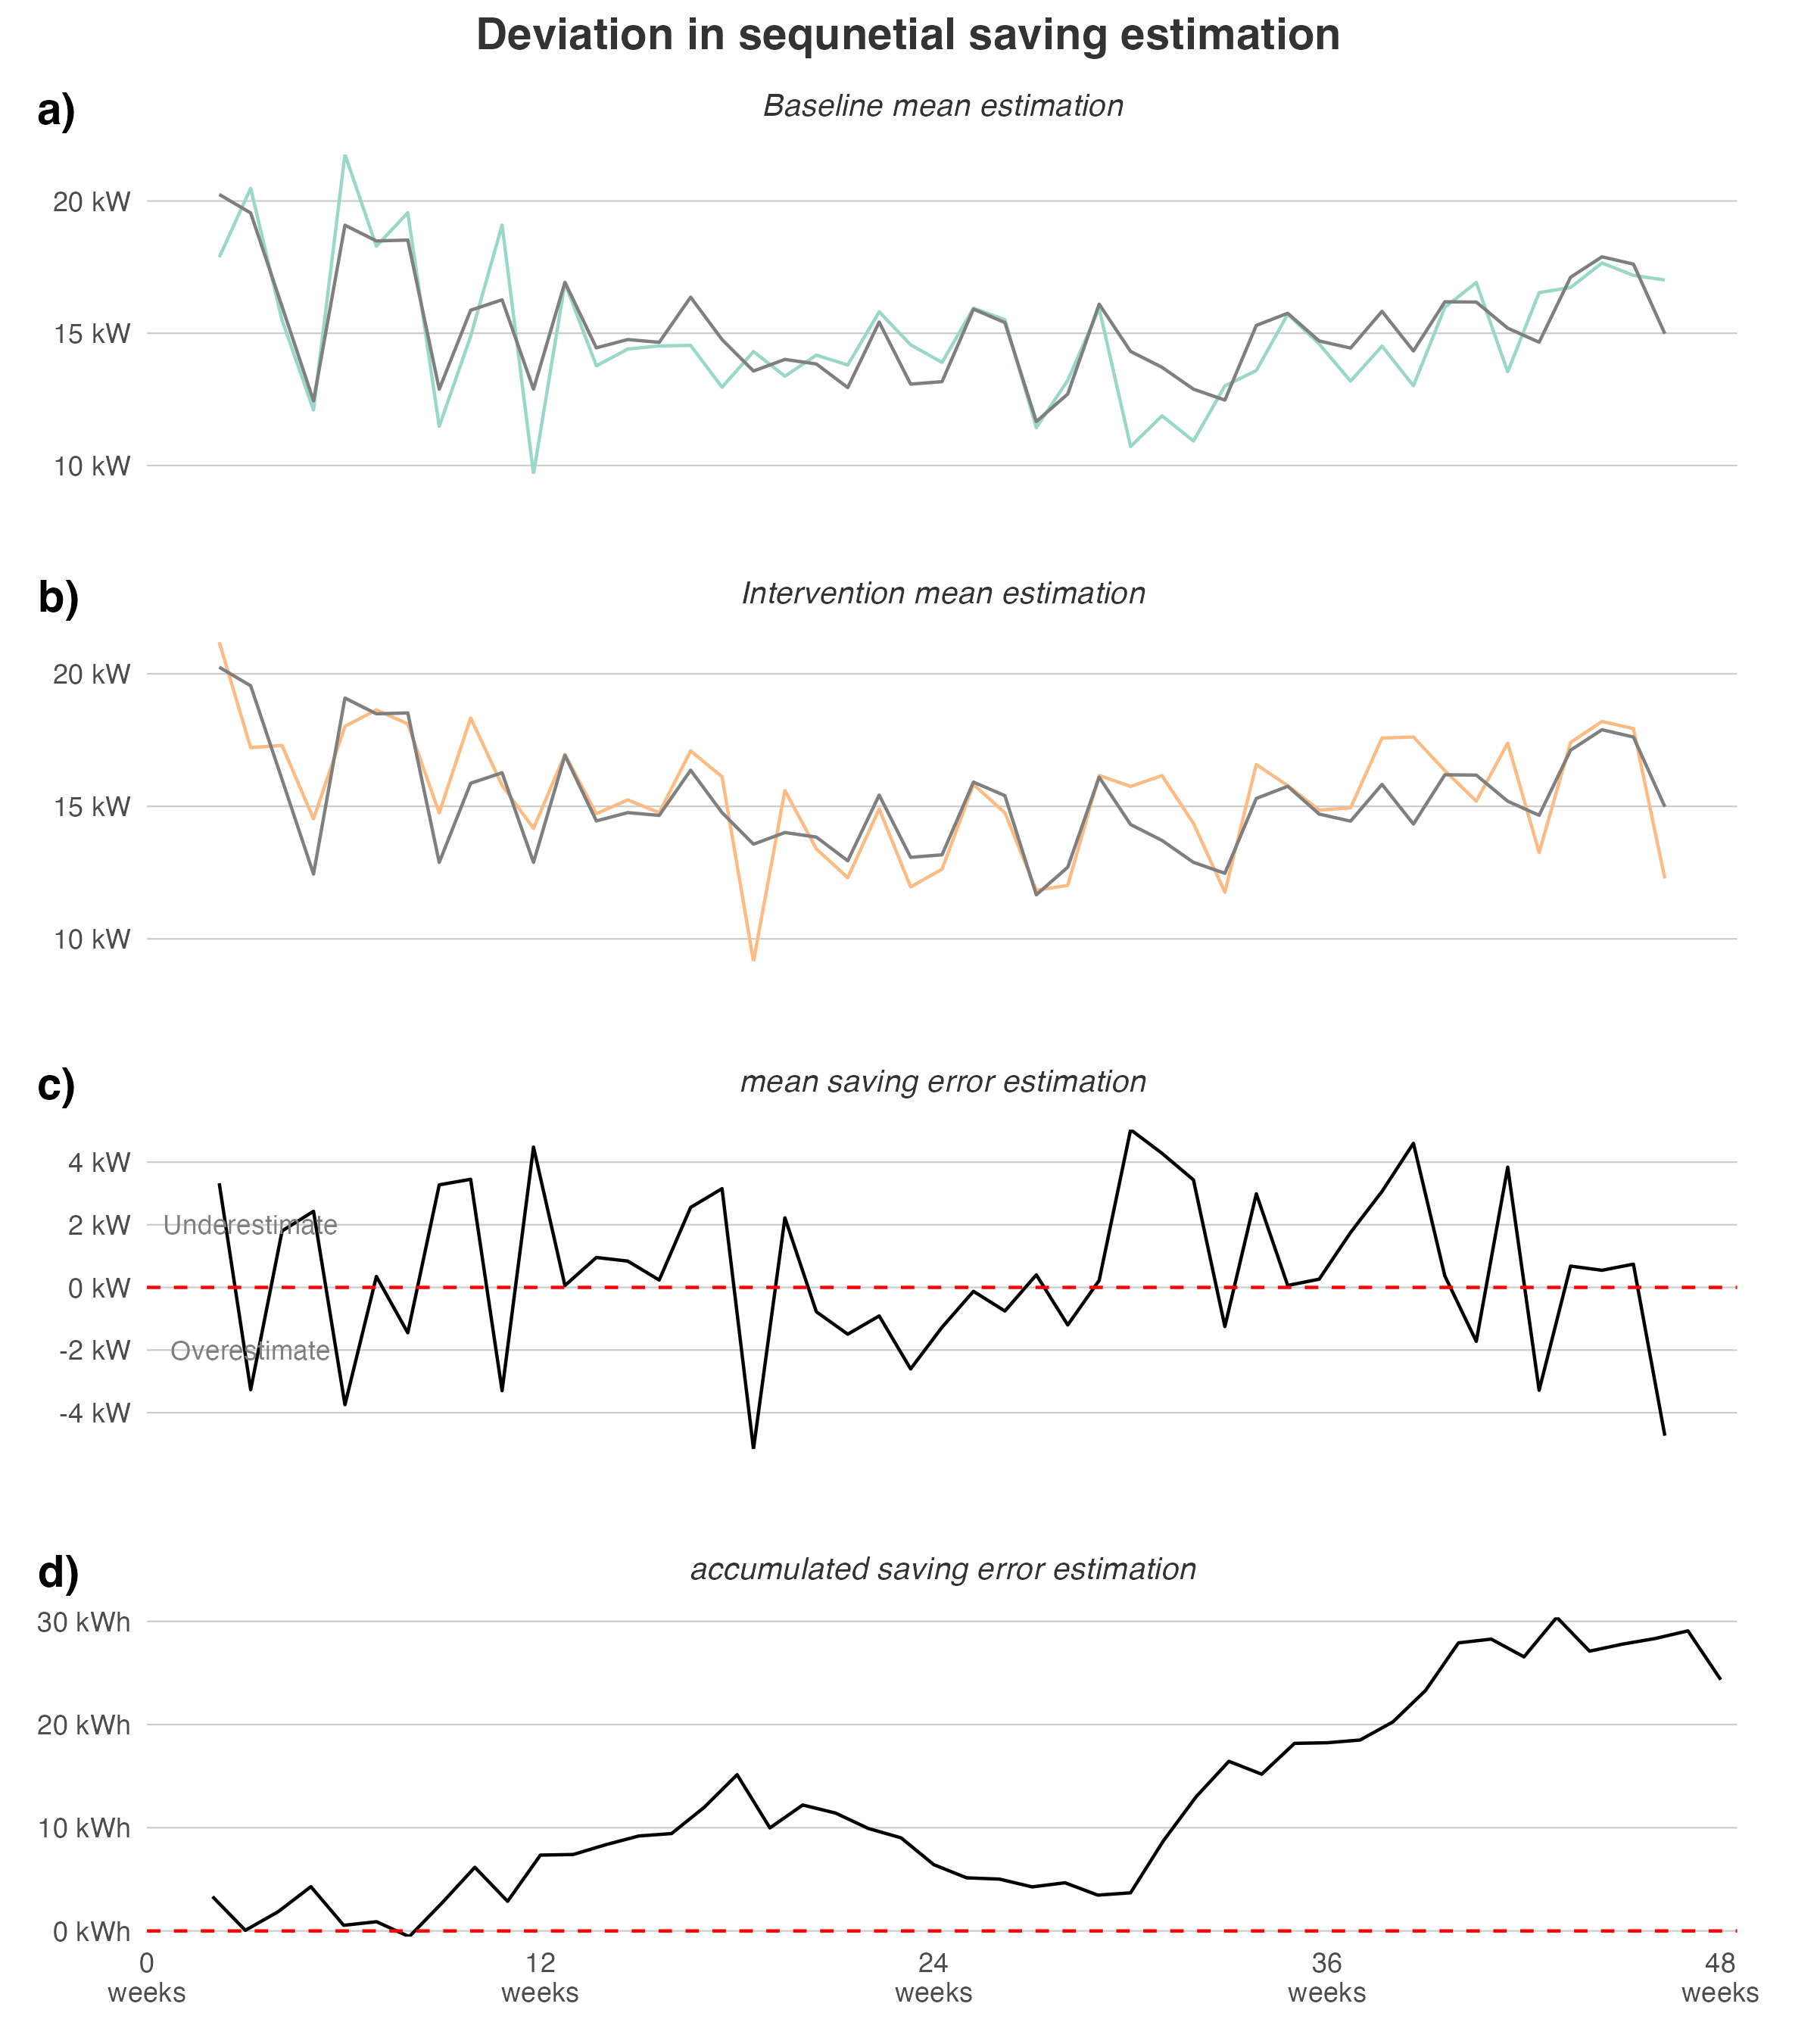 Deviation in sequnetial saving estimation
a)
Baseline mean estimation
20 kW
15 kW
10 kW
b)
Intervention mean estimation
20 kW
15 kW
10 kW
c)
mean saving error estimation
4 kW
Underestimate
2 kW
0 kW
Overestimate
-2 kW
-4 kW
d)
accumulated saving error estimation
30 kWh
20 kWh
10 kWh
0 kWh
0 12 24 36 48
weeks weeks weeks weeks weeks